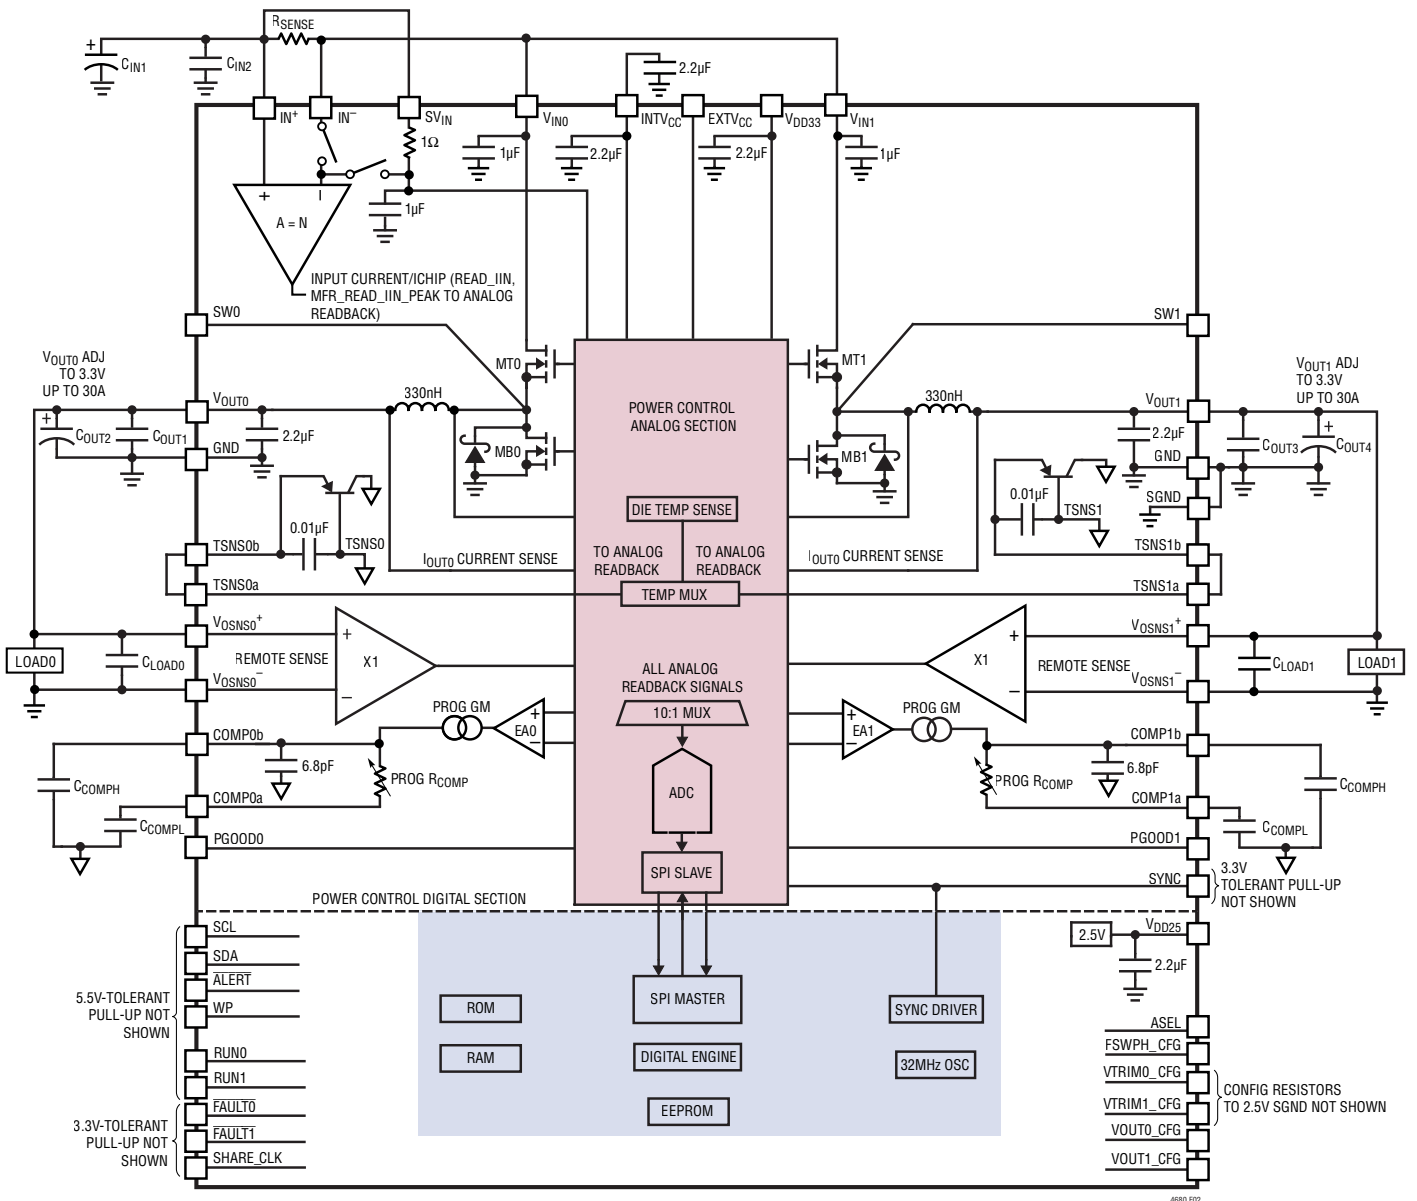 RSENSE
+
CIN1
CIN2
2.2µF
IN+
IN−
SVIN
VIN0
INTVCC
EXTVCC
VDD33
VIN1
1Ω
1µF
2.2µF
2.2µF
1µF
1µF
+
−
A = N
INPUT CURRENT/ICHIP (READ_IIN,
MFR_READ_IIN_PEAK TO ANALOG
READBACK)
SW0
SW1
MT0
MT1
VOUT0 ADJ
TO 3.3V
UP TO 30A
VOUT1 ADJ
TO 3.3V
UP TO 30A
330nH
330nH
VOUT0
VOUT1
POWER CONTROL
ANALOG SECTION
+
COUT2
COUT1
2.2µF
GND
MB0
MB1
2.2µF
GND
COUT3
+
COUT4
SGND
DIE TEMP SENSE
0.01µF
TSNS0
0.01µF
TSNS1
TSNS0b
TSNS1b
IOUT0 CURRENT SENSE
TO ANALOG
READBACK
TO ANALOG
READBACK
IOUT0 CURRENT SENSE
TSNS0a
TEMP MUX
TSNS1a
VOSNS0+
VOSNS1+
+
−
X1
+
−
X1
LOAD0
CLOAD0
REMOTE SENSE
REMOTE SENSE
CLOAD1
LOAD1
VOSNS0−
VOSNS1−
ALL ANALOG
READBACK SIGNALS
10:1 MUX
PROG GM
EA0
+
−
+
−
EA1
PROG GM
COMP0b
COMP1b
6.8pF
PROG RCOMP
ADC
PROG RCOMP
6.8pF
CCOMPH
CCOMPH
COMP0a
COMP1a
CCOMPL
CCOMPL
PGOOD0
PGOOD1
SPI SLAVE
SYNC
3.3V
TOLERANT PULL-UP
NOT SHOWN
POWER CONTROL DIGITAL SECTION
SCL
SDA
ALERT
WP
RUN0
RUN1
5.5V-TOLERANT
PULL-UP NOT
SHOWN
FAULT0
FAULT1
SHARE_CLK
3.3V-TOLERANT
PULL-UP NOT
SHOWN
ROM
RAM
SPI MASTER
DIGITAL ENGINE
EEPROM
SYNC DRIVER
32MHz OSC
2.5V
VDD25
2.2µF
ASEL
FSWPH_CFG
VTRIM0_CFG
VTRIM1_CFG
VOUT0_CFG
VOUT1_CFG
CONFIG RESISTORS
TO 2.5V SGND NOT SHOWN
4680 F02